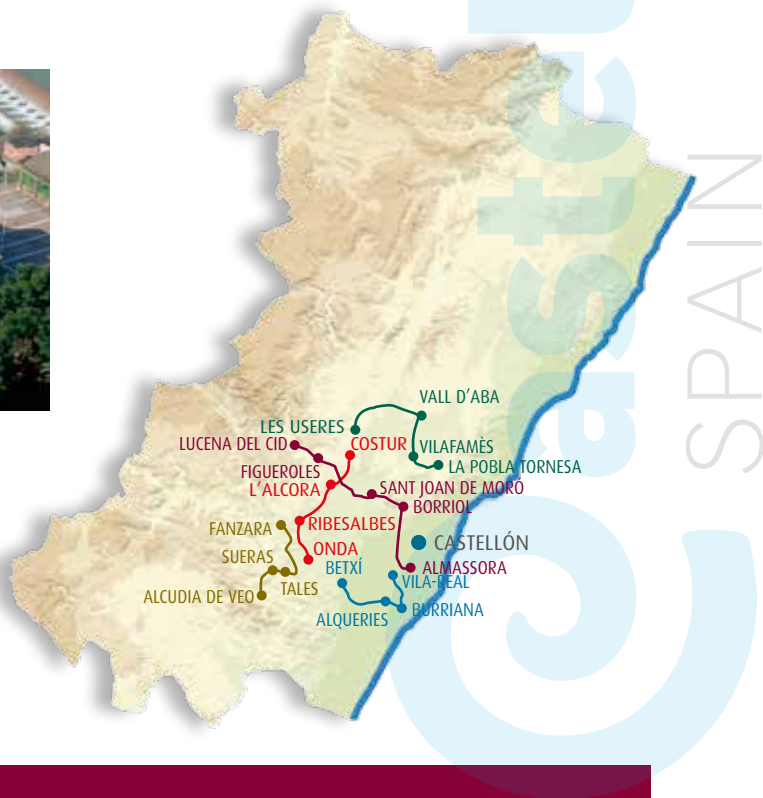 VALL D'ABA
LES USERES
LUCENA DEL CID
COSTUR
VILAFAMÈS
FIGUEROLES
LA POBLA TORNESA
L'ALCORA
SANT JOAN DE MORÓ
BORRIOL
FANZARA
RIBESALBES
CASTELLÓN
SUERAS
ONDA
BETXÍ
ALMASSORA
ALCUDIA DE VEO
TALES
VILA-REAL
ALQUERIES
BURRIANA
Castel
SPAIN